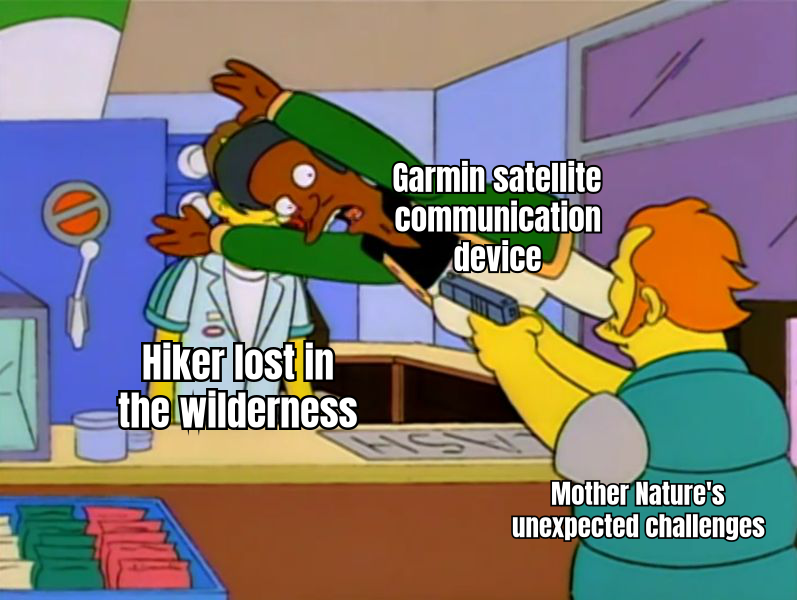 Garmin satellite
communication
device
Hiker lost in
the wilderness
Mother Nature's
unexpected challenges